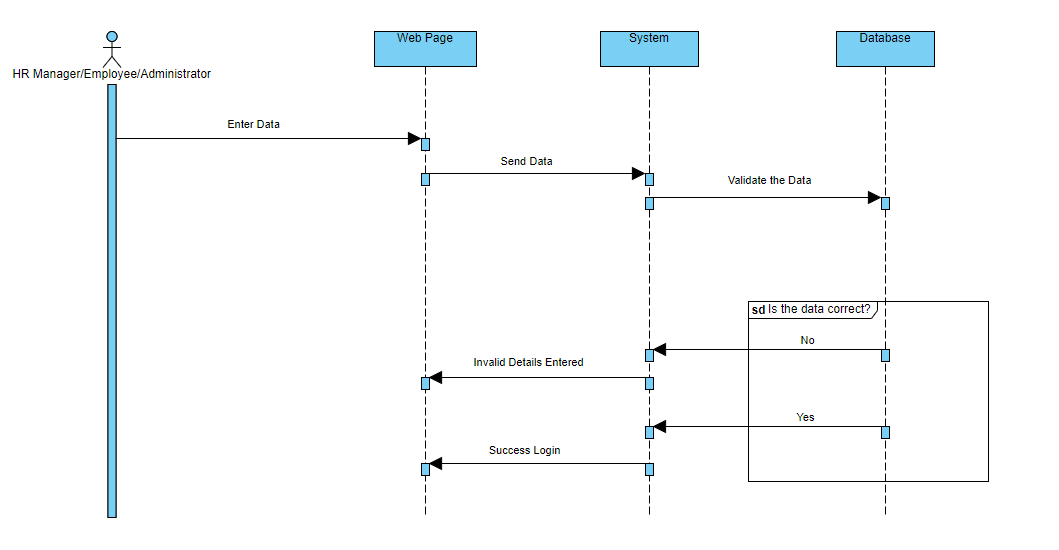 Web Page
System
Database
HR Manager/Employee/Administrator
Enter Data
Send Data
Validate the Data
sd Is the data correct?
No
Invalid Details Entered
Yes
Success Login